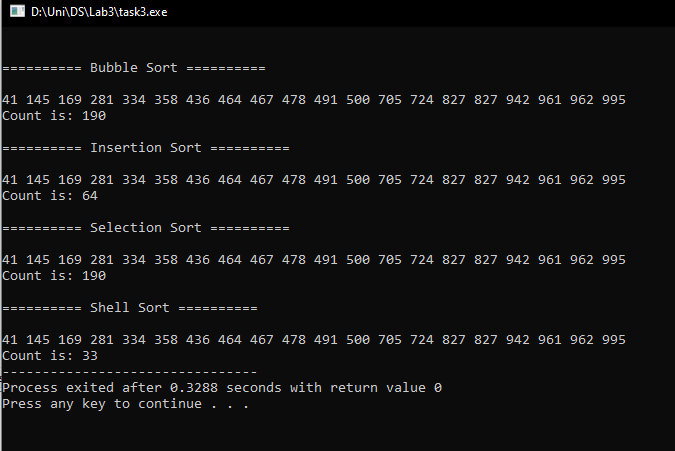 D:\Uni\DS\Lab3\task3.exe
========== Bubble Sort ==========
41 145 169 281 334 358 436 464 467 478 491 500 705 724 827 827 942 961 962 995
Count is: 190
========== Insertion Sort ==========
41 145 169 281 334 358 436 464 467 478 491 500 705 724 827 827 942 961 962 995
Count is: 64
========== Selection Sort ==========
41 145 169 281 334 358 436 464 467 478 491 500 705 724 827 827 942 961 962 995
Count is: 190
========== Shell Sort ==========
41 145 169 281 334 358 436 464 467 478 491 500 705 724 827 827 942 961 962 995
Count is: 33
--------------------------------
Process exited after 0.3288 seconds with return value 0
Press any key to continue . . .